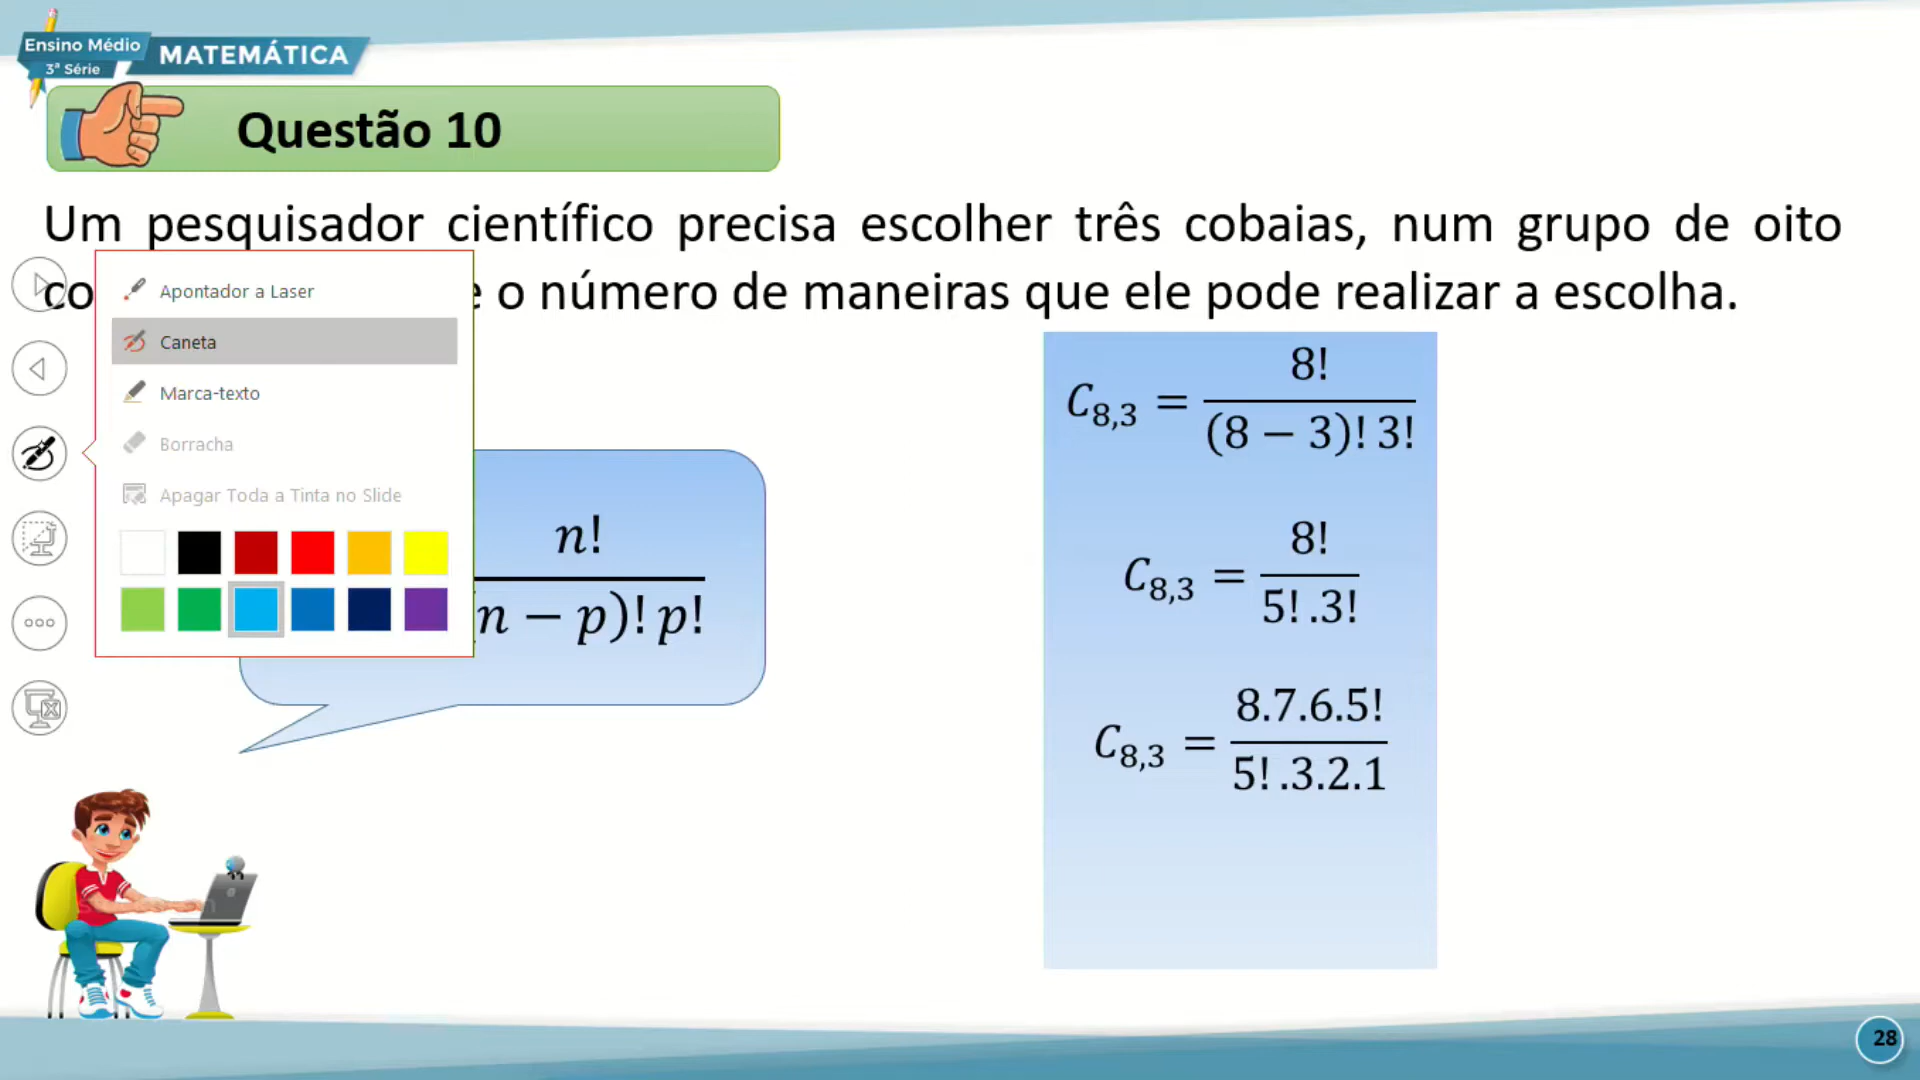 Ensino Médio
3ª Série
MATEMÁTICA
Questão 10
Um pesquisador científico precisa escolher três cobaias, num grupo de oito
co e o número de maneiras que ele pode realizar a escolha.
Apontador a Laser
Caneta
Marca-texto
Borracha
Apagar Toda a Tinta no Slide
n!
(n − p)! p!
C8,3 = 8! / (8 − 3)! 3!
C8,3 = 8! / 5! .3!
C8,3 = 8.7.6.5! / 5! .3.2.1
28